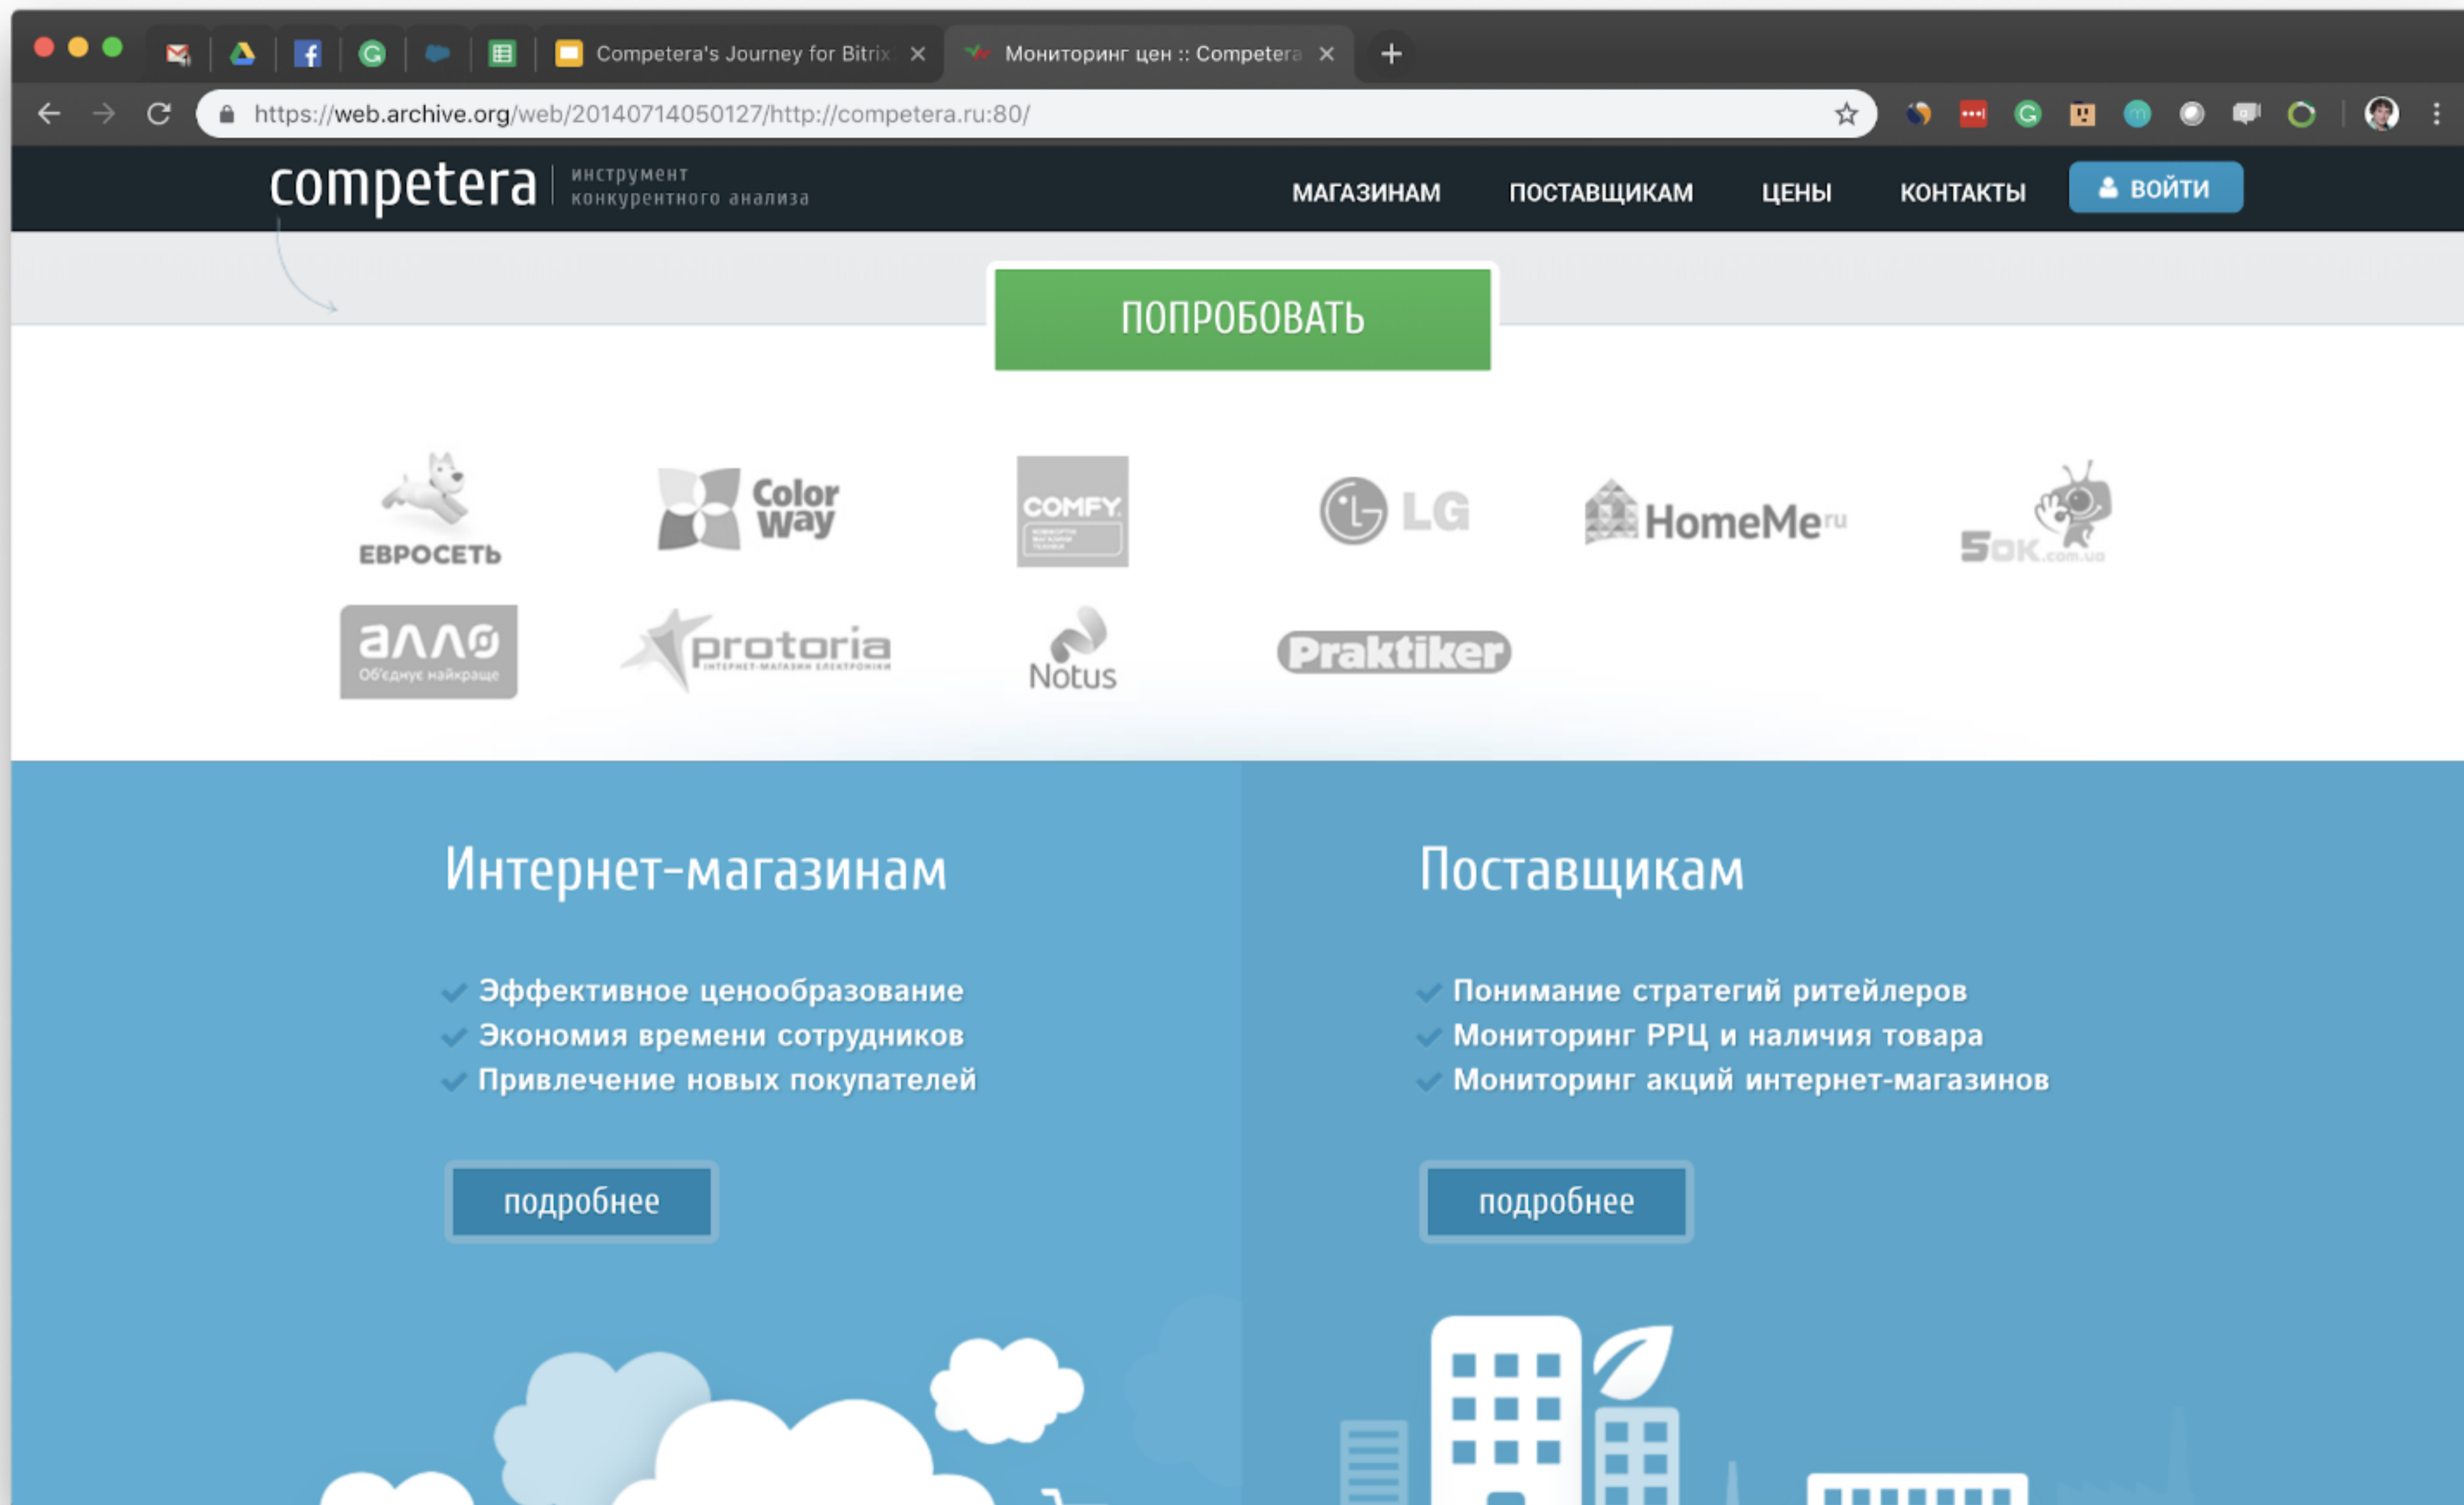 Competera's Journey for Bitrix
Мониторинг цен :: Competera
https://web.archive.org/web/20140714050127/http://competera.ru:80/
competera
инструмент
конкурентного анализа
МАГАЗИНАМ
ПОСТАВЩИКАМ
ЦЕНЫ
КОНТАКТЫ
ВОЙТИ
ПОПРОБОВАТЬ
ЕВРОСЕТЬ
Color
Way
COMFY
LG
HomeMe ru
5ok.com.ua
алло
Об'єднує найкраще
protoria
ІНТЕРНЕТ-МАГАЗИН ЕЛЕКТРОНІКИ
Notus
Praktiker
Интернет-магазинам
Эффективное ценообразование
Экономия времени сотрудников
Привлечение новых покупателей
подробнее
Поставщикам
Понимание стратегий ритейлеров
Мониторинг РРЦ и наличия товара
Мониторинг акций интернет-магазинов
подробнее